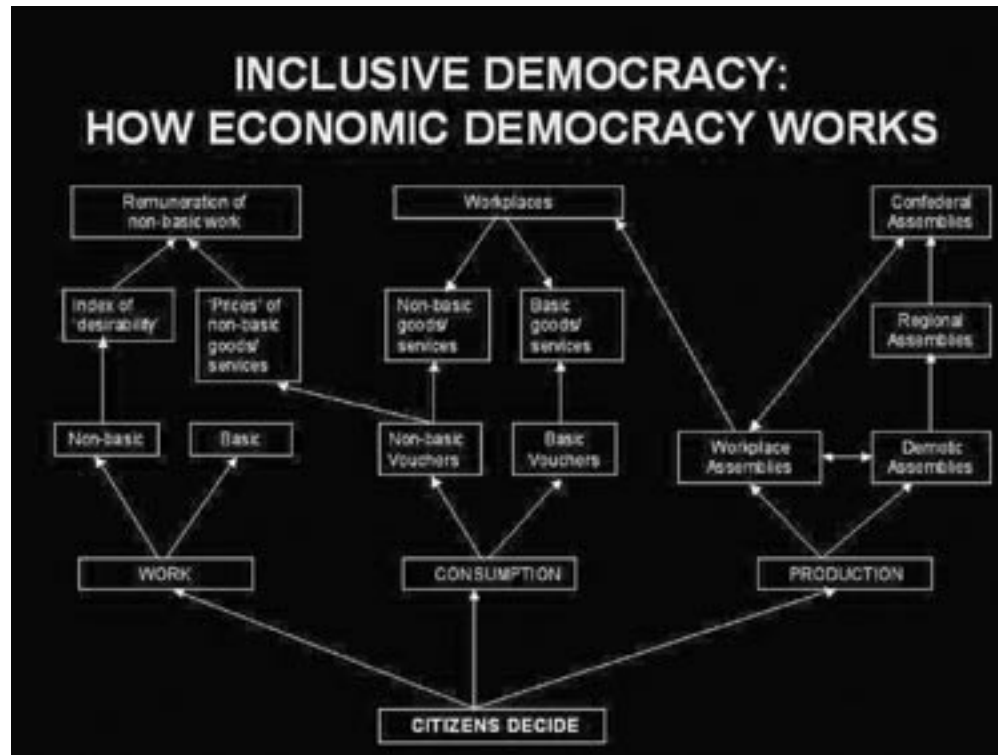 INCLUSIVE DEMOCRACY:
HOW ECONOMIC DEMOCRACY WORKS
Remuneration of
non-basic work
Workplaces
Confederal
Assemblies
Index of
'desirability'
'Prices' of
non-basic
goods/
services
Non-basic
goods/
services
Basic
goods/
services
Regional
Assemblies
Non-basic
Basic
Non-basic
Vouchers
Basic
Vouchers
Workplace
Assemblies
Demotic
Assemblies
WORK
CONSUMPTION
PRODUCTION
CITIZENS DECIDE